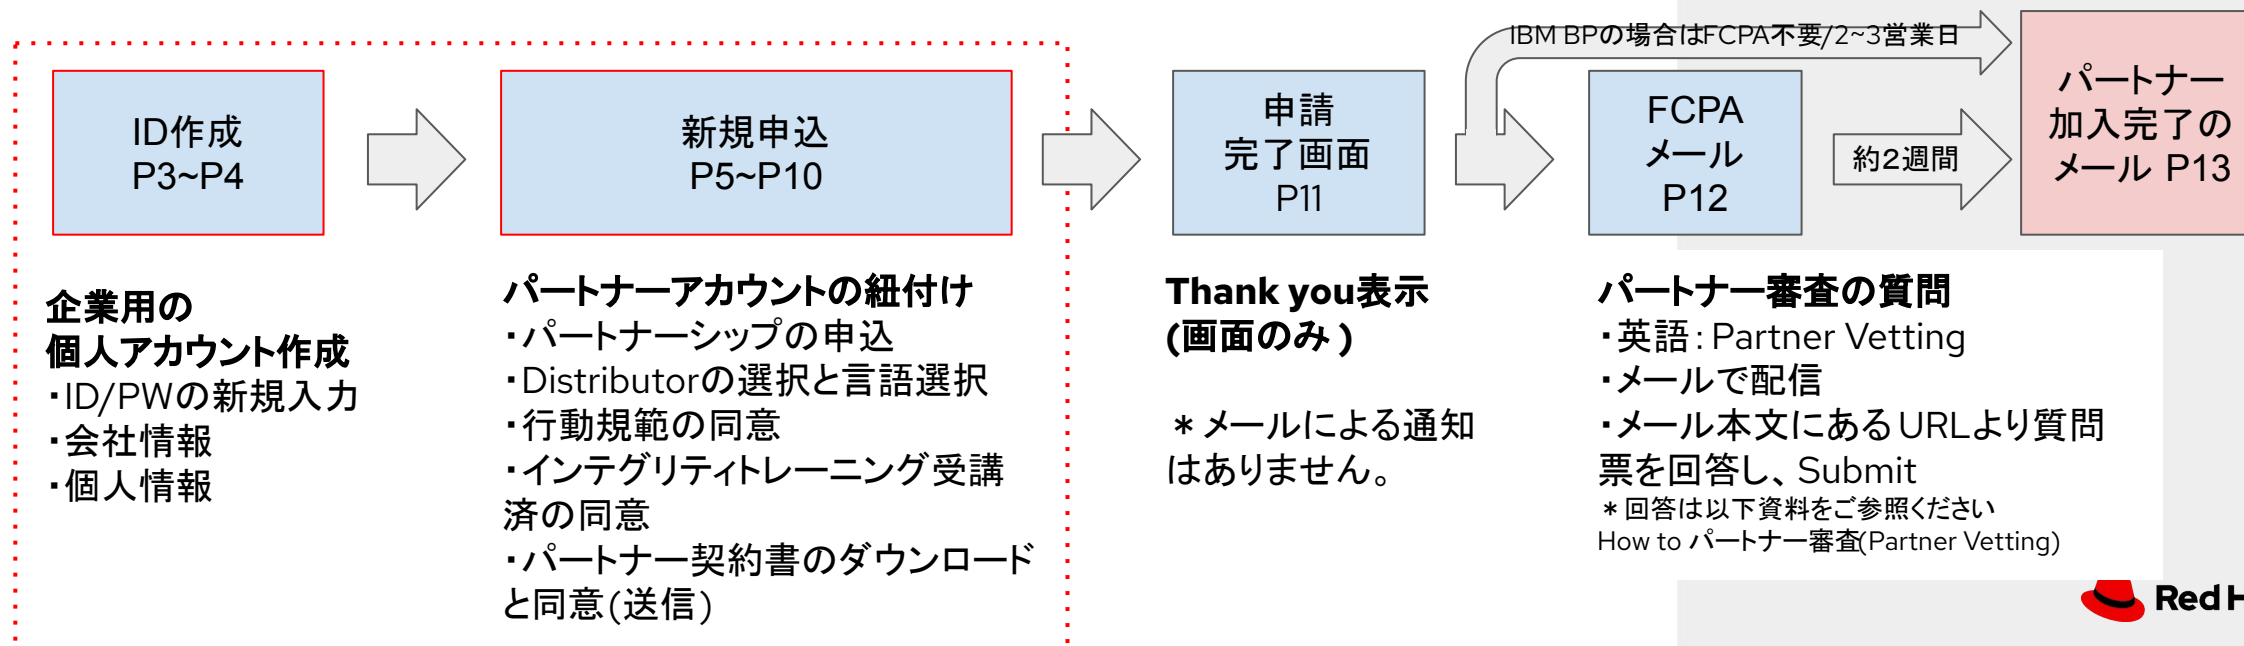 IBM BPの場合はFCPA不要/2~3営業日
ID作成
P3~P4
新規申込
P5~P10
申請
完了画面
P11
FCPA
メール
P12
約2週間
パートナー
加入完了の
メール P13
企業用の
個人アカウント作成
・ID/PWの新規入力
・会社情報
・個人情報
パートナーアカウントの紐付け
・パートナーシップの申込
・Distributorの選択と言語選択
・行動規範の同意
・インテグリティトレーニング受講
済の同意
・パートナー契約書のダウンロード
と同意(送信)
Thank you表示
(画面のみ)
*メールによる通知
はありません。
パートナー審査の質問
・英語:Partner Vetting
・メールで配信
・メール本文にあるURLより質問
票を回答し、Submit
*回答は以下資料をご参照ください
How to パートナー審査(Partner Vetting)
Red H